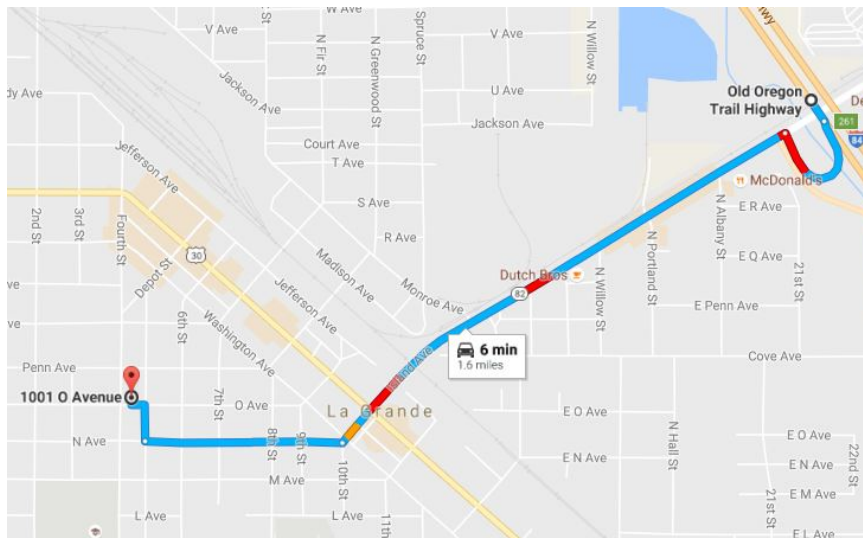 St
W Ave
V Ave
N Fir St
N Greenwood St
Spruce St
V Ave
N Willow St
Hwy
Jackson Ave
U Ave
Jackson Ave
Old Oregon
Trail Highway
261
84
dy Ave
Court Ave
T Ave
Jefferson Ave
McDonald's
2nd St
3rd St
Fourth St
S Ave
E R Ave
N Albany St
R Ave
30
Depot St
Madison Ave
Monroe Ave
Dutch Bros
N Portland St
E Q Ave
21st St
82
N Willow St
6th St
Jefferson Ave
Washington Ave
E Penn Ave
6 min
1.6 miles
Cove Ave
Penn Ave
Island Ave
1001 O Avenue
7th St
O Ave
La Grande
E O Ave
N Ave
8th St
9th St
N Hall St
E O Ave
E N Ave
E N Ave
22nd St
M Ave
10th St
E M Ave
21st St
L Ave
L Ave
11th
E L Ave